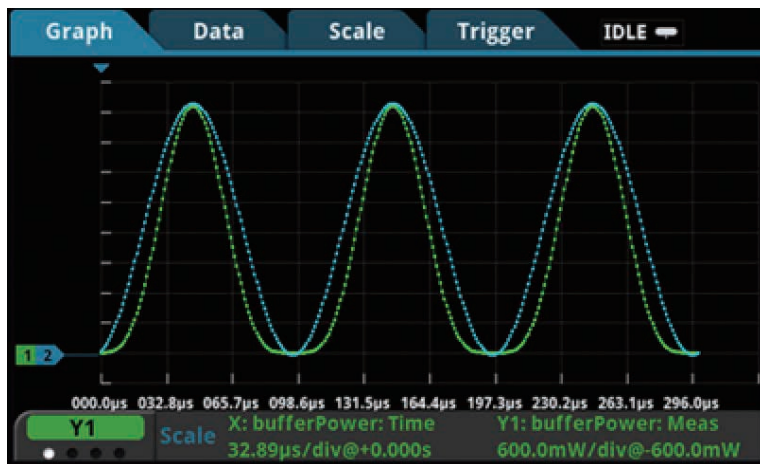 Graph Data Scale Trigger IDLE
1 2
000.0µs 032.8µs 065.7µs 098.6µs 131.5µs 164.4µs 197.3µs 230.2µs 263.1µs 296.0µs
Y1 Scale X: bufferPower: Time Y1: bufferPower: Meas
32.89µs/div@+0.000s 600.0mW/div@-600.0mW